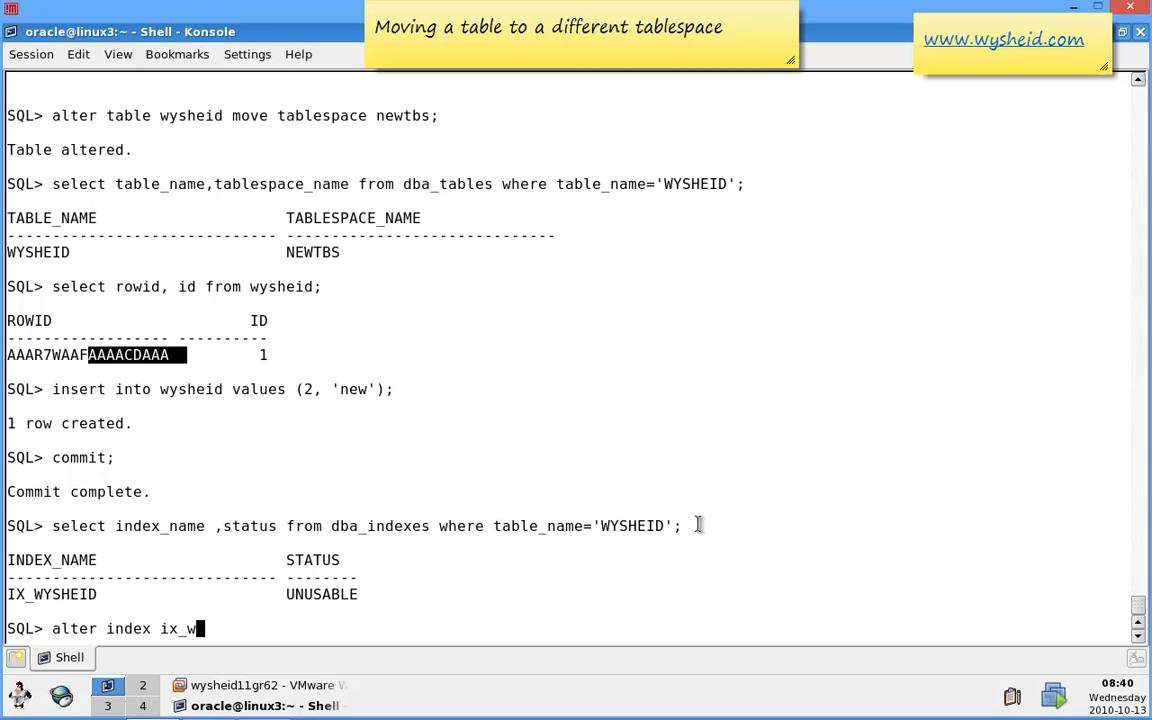 Moving a table to a different tablespace
www.wysheid.com
oracle@linux3:~ - Shell - Konsole
Session Edit View Bookmarks Settings Help
SQL> alter table wysheid move tablespace newtbs;
Table altered.
SQL> select table_name,tablespace_name from dba_tables where table_name='WYSHEID';
TABLE_NAME TABLESPACE_NAME
------------------------------ ------------------------------
WYSHEID NEWTBS
SQL> select rowid, id from wysheid;
ROWID ID
------------------ ----------
AAAR7WAAFAAAACDAAA 1
SQL> insert into wysheid values (2, 'new');
1 row created.
SQL> commit;
Commit complete.
SQL> select index_name ,status from dba_indexes where table_name='WYSHEID';
INDEX_NAME STATUS
------------------------------ --------
IX_WYSHEID UNUSABLE
SQL> alter index ix_w
Shell
2 wysheid11gr62 - VMware W
3 4 oracle@linux3:~ - Shell -
08:40
Wednesday
2010-10-13